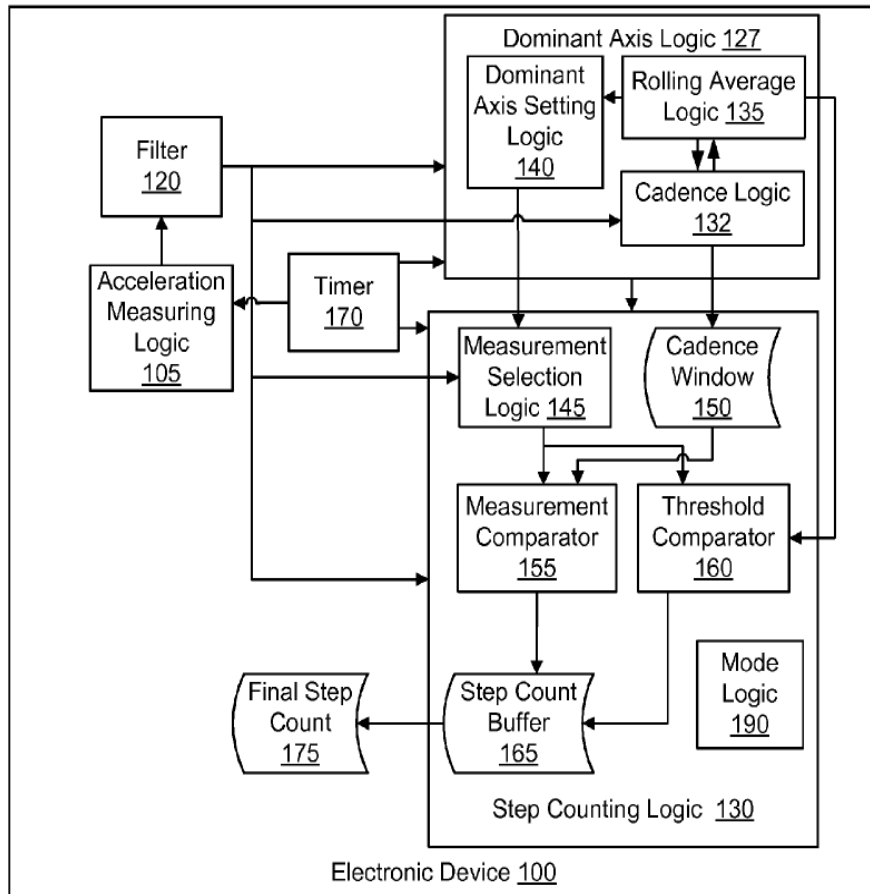 Dominant Axis Logic 127
Dominant
Axis Setting
Logic
140
Rolling Average
Logic 135
Filter
120
Cadence Logic
132
Acceleration
Measuring
Logic
105
Timer
170
Measurement
Selection
Logic 145
Cadence
Window
150
Measurement
Comparator
155
Threshold
Comparator
160
Final Step
Count
175
Step Count
Buffer
165
Mode
Logic
190
Step Counting Logic 130
Electronic Device 100